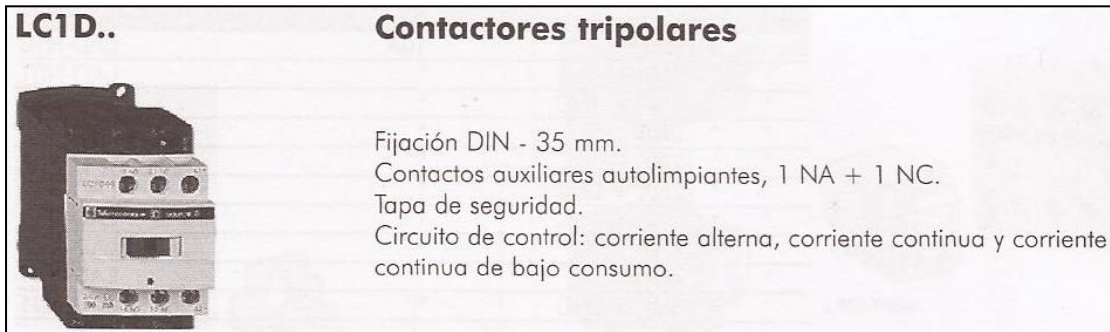 LC1D..
Contactores tripolares
Fijación DIN - 35 mm.
Contactos auxiliares autolimpiantes, 1 NA + 1 NC.
Tapa de seguridad.
Circuito de control: corriente alterna, corriente continua y corriente
continua de bajo consumo.
Telemecanique